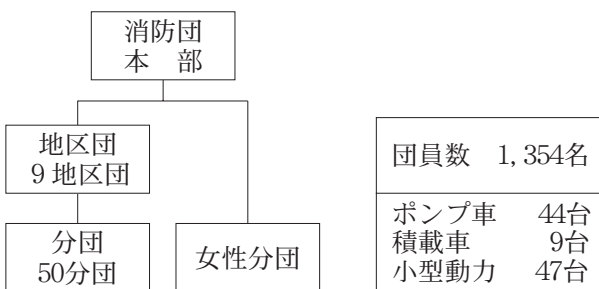 消防団
本　部
地区団
9地区団
分団
50分団
女性分団
団員数　1,354名
ポンプ車　44台
積載車　9台
小型動力　47台